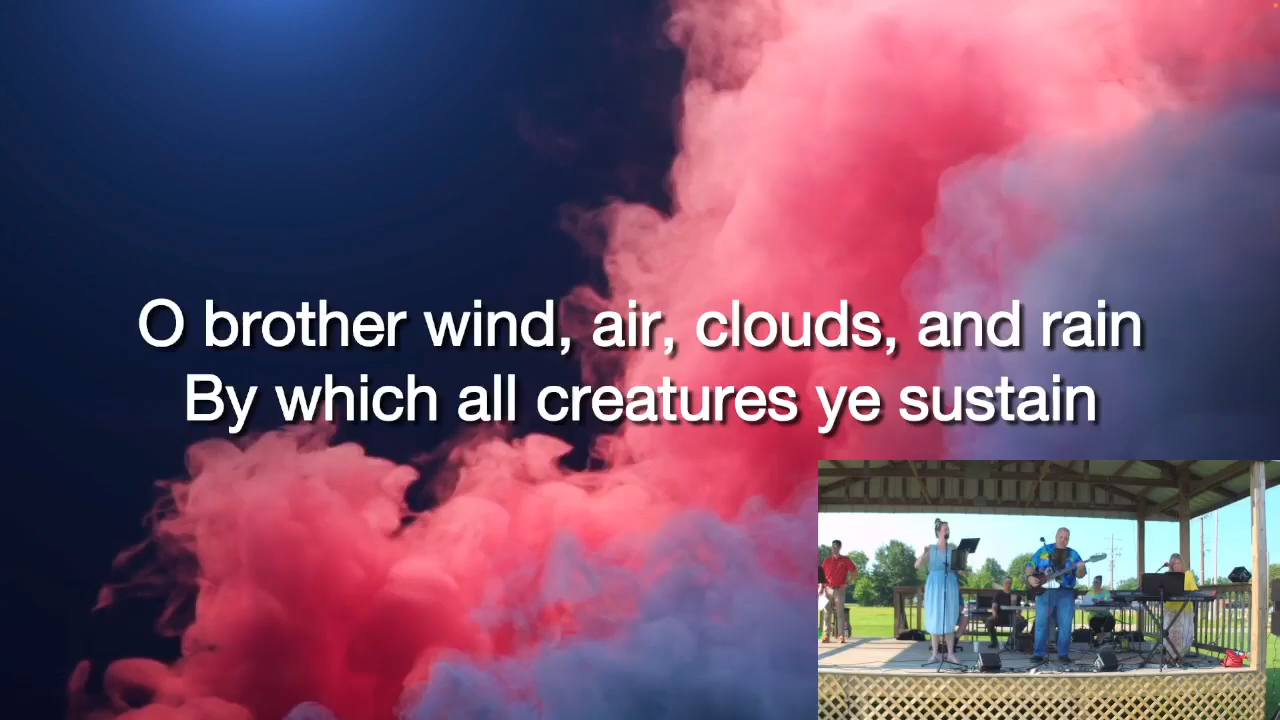 O brother wind, air, clouds, and rain
By which all creatures ye sustain